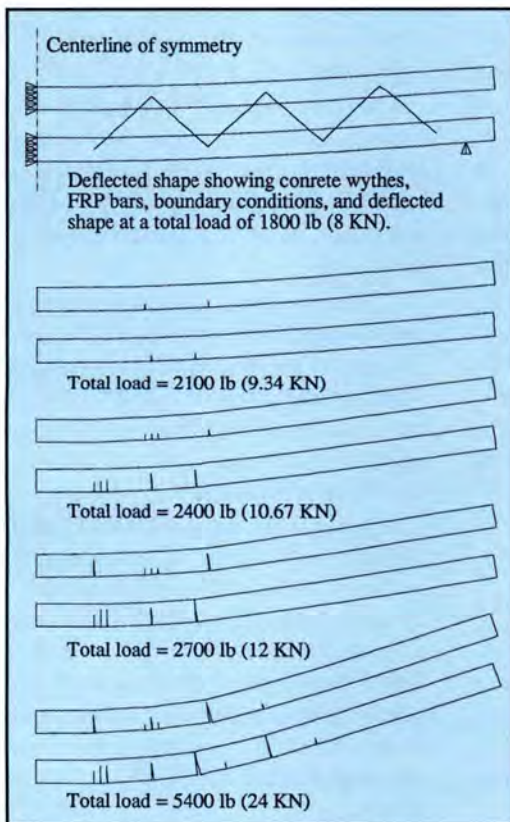 Centerline of symmetry
Deflected shape showing conrete wythes,
FRP bars, boundary conditions, and deflected
shape at a total load of 1800 lb (8 KN).
Total load = 2100 lb (9.34 KN)
Total load = 2400 lb (10.67 KN)
Total load = 2700 lb (12 KN)
Total load = 5400 lb (24 KN)